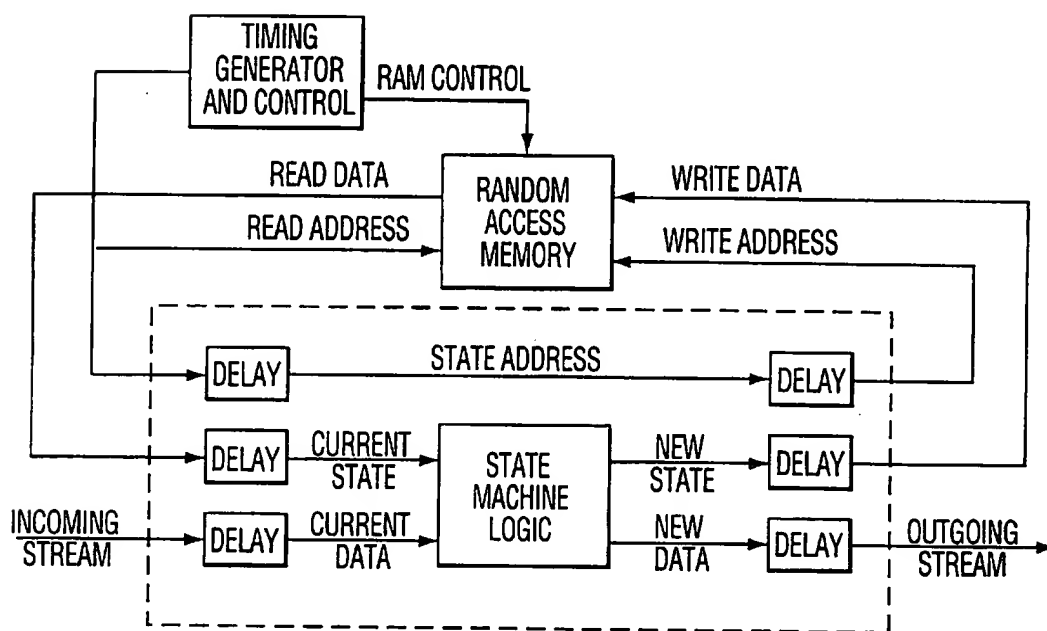 TIMING
GENERATOR
AND CONTROL
RAM CONTROL
READ DATA
RANDOM
ACCESS
MEMORY
WRITE DATA
READ ADDRESS
WRITE ADDRESS
DELAY
STATE ADDRESS
DELAY
DELAY
CURRENT
STATE
STATE
MACHINE
LOGIC
NEW
STATE
DELAY
INCOMING
STREAM
DELAY
CURRENT
DATA
NEW
DATA
DELAY
OUTGOING
STREAM